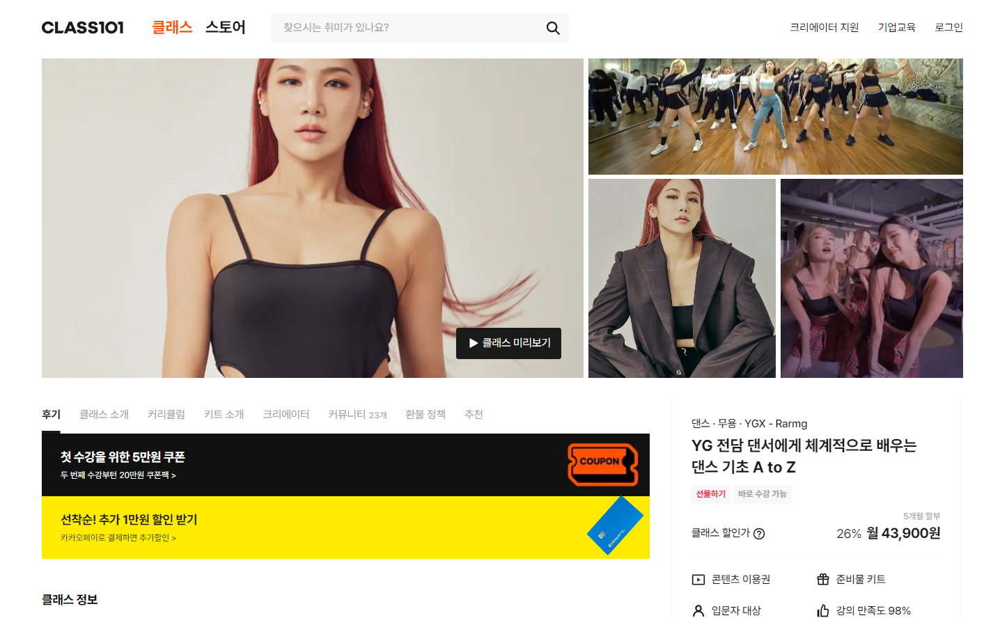 CLASS101
클래스 스토어
찾으시는 취미가 있나요?
크리에이터 지원 기업교육 로그인
▶ 클래스 미리보기
후기 클래스 소개 커리큘럼 키트 소개 크리에이터 커뮤니티 23개 환불 정책 추천
첫 수강을 위한 5만원 쿠폰
두 번째 수강부턴 20만원 쿠폰팩 >
COUPON
선착순! 추가 1만원 할인 받기
카카오페이로 결제하면 추가할인 >
클래스 정보
댄스 · 무용 · YGX - Rarmg
YG 전담 댄서에게 체계적으로 배우는
댄스 기초 A to Z
선물하기 바로 수강 가능
5개월 할부
클래스 할인가 ? 26% 월 43,900원
콘텐츠 이용권 준비물 키트
입문자 대상 강의 만족도 98%